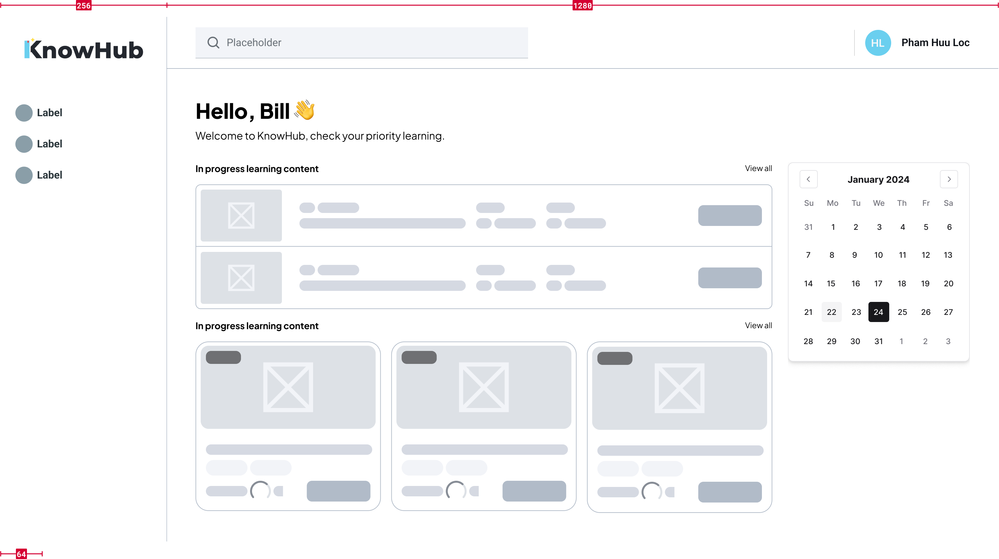 256
1280
KnowHub
Placeholder
HL
Pham Huu Loc
Label
Label
Label
Hello, Bill 👋
Welcome to KnowHub, check your priority learning.
In progress learning content
View all
In progress learning content
View all
January 2024
Su Mo Tu We Th Fr Sa
31 1 2 3 4 5 6
7 8 9 10 11 12 13
14 15 16 17 18 19 20
21 22 23 24 25 26 27
28 29 30 31 1 2 3
64